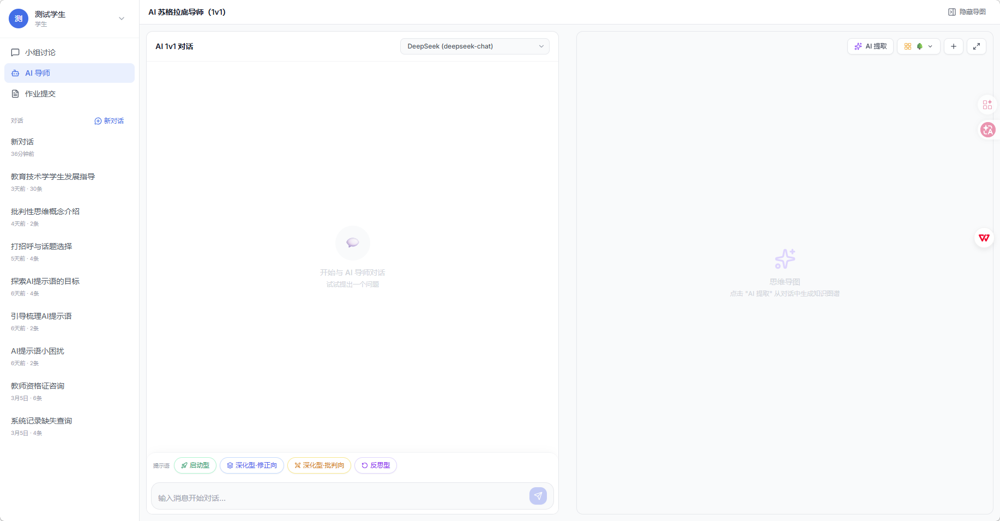 测
测试学生
学生
小组讨论
AI 导师
作业提交
对话
新对话
新对话
36分钟前
教育技术学学生发展指导
3天前 · 30条
批判性思维概念介绍
4天前 · 2条
打招呼与话题选择
5天前 · 4条
探索AI提示语的目标
6天前 · 4条
引导梳理AI提示语
6天前 · 2条
AI提示语小困扰
6天前 · 2条
教师资格证咨询
3月5日 · 6条
系统记录缺失查询
3月5日 · 4条
AI 苏格拉底导师（1v1）
隐藏导图
AI 1v1 对话
DeepSeek (deepseek-chat)
开始与 AI 导师对话
试试提出一个问题
提示语
启动型
深化型·修正向
深化型·批判向
反思型
输入消息开始对话...
AI 提取
思维导图
点击 "AI 提取" 从对话中生成知识图谱